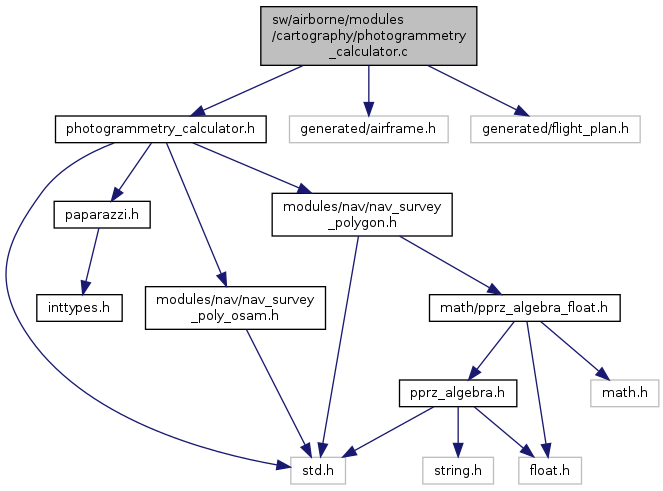 sw/airborne/modules
/cartography/photogrammetry
_calculator.c
photogrammetry_calculator.h
generated/airframe.h
generated/flight_plan.h
paparazzi.h
modules/nav/nav_survey
_polygon.h
inttypes.h
modules/nav/nav_survey
_poly_osam.h
math/pprz_algebra_float.h
pprz_algebra.h
math.h
std.h
string.h
float.h